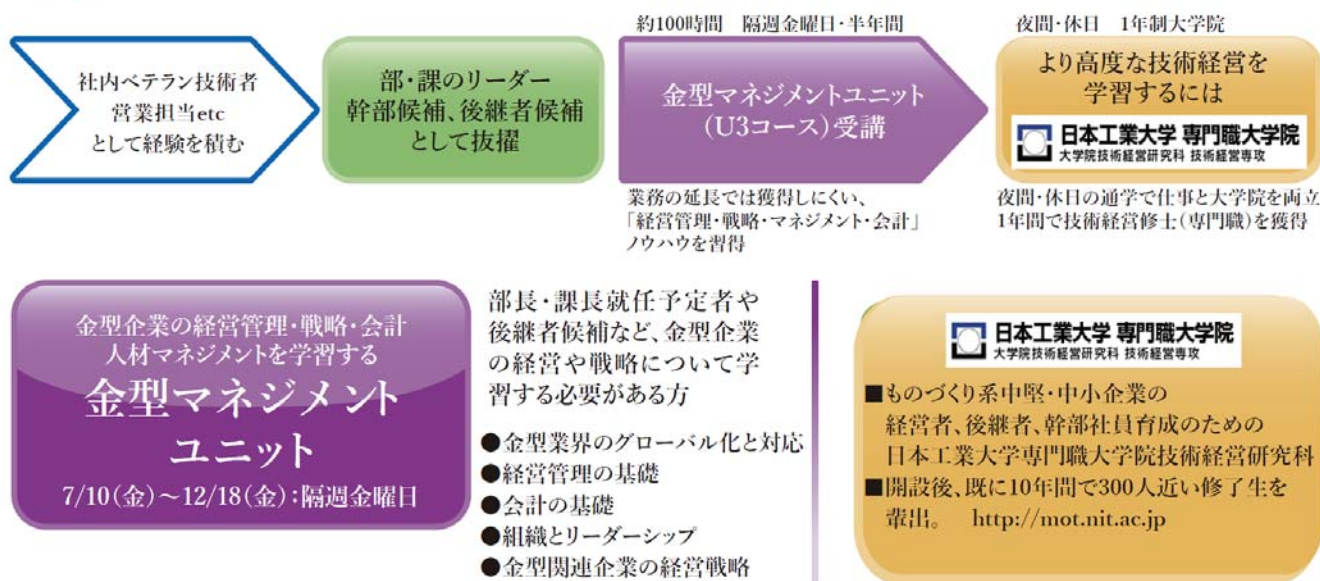 約100時間　隔週金曜日・半年間
夜間・休日　1年制大学院
社内ベテラン技術者
営業担当etc
として経験を積む
部・課のリーダー
幹部候補、後継者候補
として抜擢
金型マネジメントユニット
(U3コース)受講
より高度な技術経営を
学習するには
日本工業大学 専門職大学院
大学院技術経営研究科 技術経営専攻
業務の延長では獲得しにくい、
「経営管理・戦略・マネジメント・会計」
ノウハウを習得
夜間・休日の通学で仕事と大学院を両立
1年間で技術経営修士(専門職)を獲得
金型企業の経営管理・戦略・会計
人材マネジメントを学習する
金型マネジメント
ユニット
7/10(金)～12/18(金):隔週金曜日
部長・課長就任予定者や
後継者候補など、金型企業
の経営や戦略について学
習する必要がある方
●金型業界のグローバル化と対応
●経営管理の基礎
●会計の基礎
●組織とリーダーシップ
●金型関連企業の経営戦略
日本工業大学 専門職大学院
大学院技術経営研究科 技術経営専攻
■ものづくり系中堅・中小企業の
経営者、後継者、幹部社員育成のための
日本工業大学専門職大学院技術経営研究科
■開設後、既に10年間で300人近い修了生を
輩出。　http://mot.nit.ac.jp